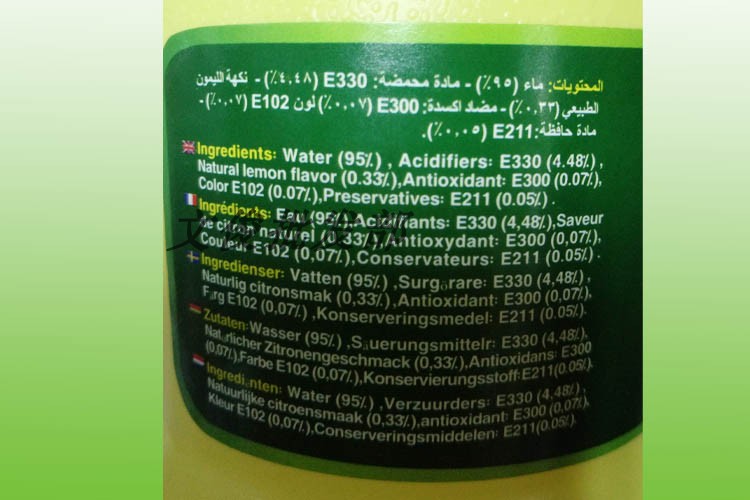 المحتويات: ماء (٩٥٪) - مادة محمضة: E330 (٤,٤٨٪) - نكهة الليمون
الطبيعي (٠,٣٣٪) - مضاد اكسدة: E300 (٠,٠٧٪) لون E102 (٠,٠٧٪) -
مادة حافظة: E211 (٠,٠٥٪).
Ingredients: Water (95%) , Acidifiers: E330 (4.48%) ,
Natural lemon flavor (0.33%),Antioxidant: E300 (0.07%),
Color E102 (0.07%),Preservatives: E211 (0.05%) .
Ingrédients: Eau (95%),Acidifiants: E330 (4,48%),Saveur
de citron naturel (0,33%),Antioxydant: E300 (0,07%),
Couleur E102 (0,07%),Conservateurs: E211 (0.05%) .
Ingredienser: Vatten (95%) ,Surgörare: E330 (4,48%) ,
Naturlig citronsmak (0,33%),Antioxidant: E300 (0,07%),
Färg E102 (0,07%) ,Konserveringsmedel: E211 (0.05%).
Zutaten:Wasser (95%) ,Säuerungsmittelr: E330 (4,48%),
Natürlicher Zitronengeschmack (0,33%),Antioxidans: E300
(0,07%),Farbe E102 (0,07%),Konservierungsstoff:E211(0.05%).
Ingrediënten: Water (95%) ,Verzuurders: E330 (4,48%),
Natuurlijke citroensmaak (0,33%),antioxidant: E300 (0,07%),
Kleur E102 (0,07%),Conserveringsmiddelen: E211(0.05%).